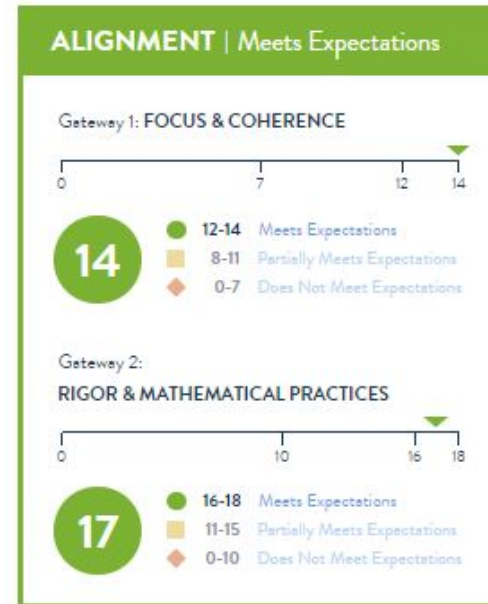 ALIGNMENT | Meets Expectations
Gateway 1: FOCUS & COHERENCE
0 7 12 14
14
12-14 Meets Expectations
8-11 Partially Meets Expectations
0-7 Does Not Meet Expectations
Gateway 2:
RIGOR & MATHEMATICAL PRACTICES
0 10 16 18
17
16-18 Meets Expectations
11-15 Partially Meets Expectations
0-10 Does Not Meet Expectations